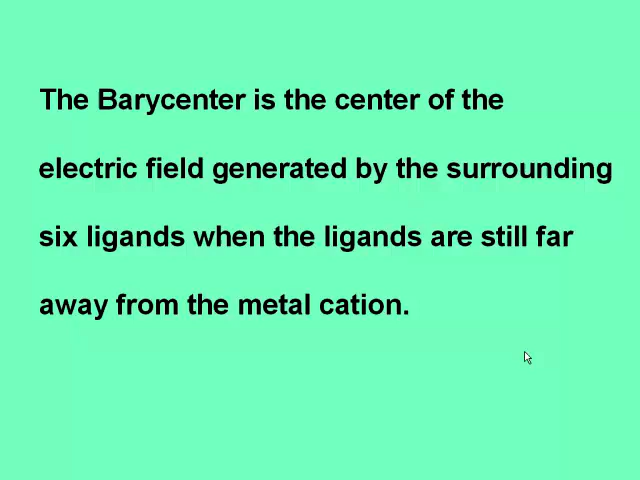 The Barycenter is the center of the
electric field generated by the surrounding
six ligands when the ligands are still far
away from the metal cation.